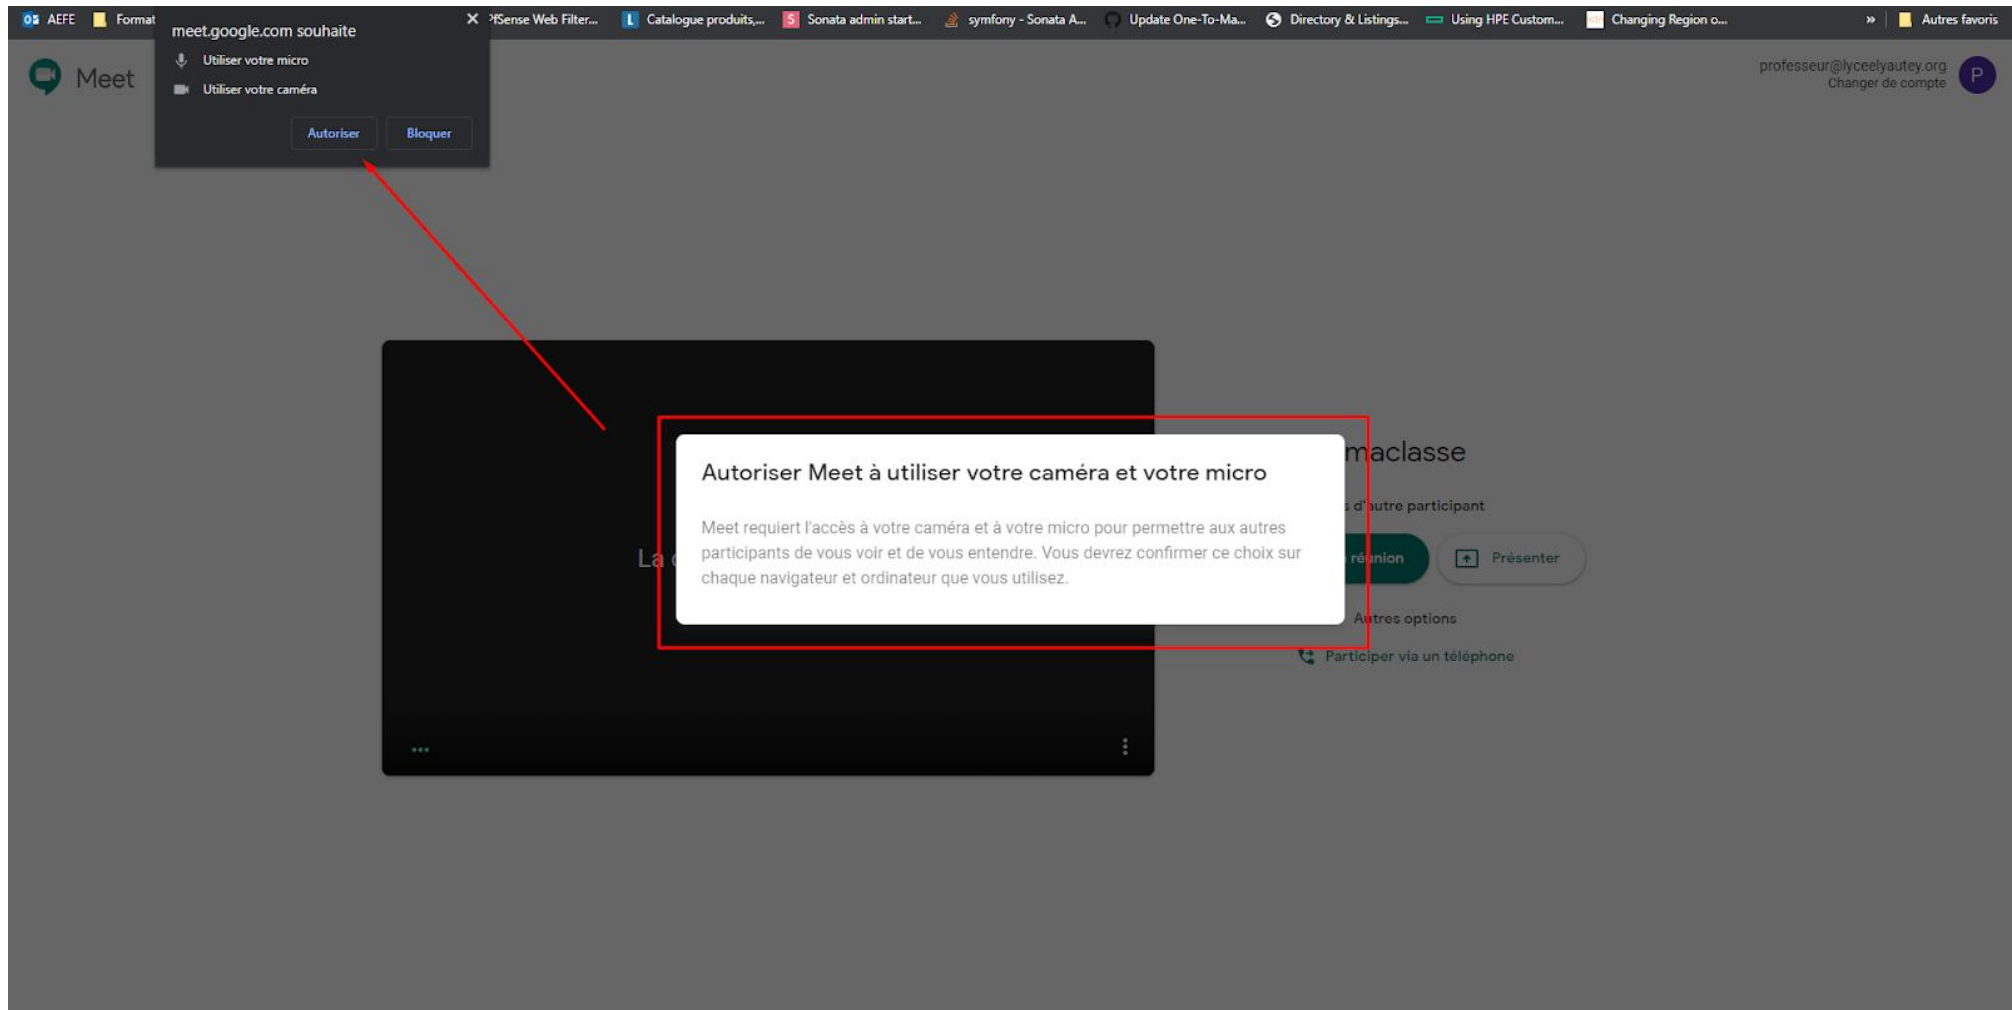 AEFE
Format
PfSense Web Filter...
Catalogue produits,...
Sonata admin start...
symfony - Sonata A...
Update One-To-Ma...
Directory & Listings...
Using HPE Custom...
Changing Region o...
»
Autres favoris
meet.google.com souhaite
Utiliser votre micro
Utiliser votre caméra
Autoriser
Bloquer
Meet
professeur@lyceelyautey.org
Changer de compte
P
maclasse
d'autre participant
Autoriser Meet à utiliser votre caméra et votre micro
Meet requiert l'accès à votre caméra et à votre micro pour permettre aux autres
participants de vous voir et de vous entendre. Vous devrez confirmer ce choix sur
chaque navigateur et ordinateur que vous utilisez.
La
réunion
Présenter
Autres options
Participer via un téléphone